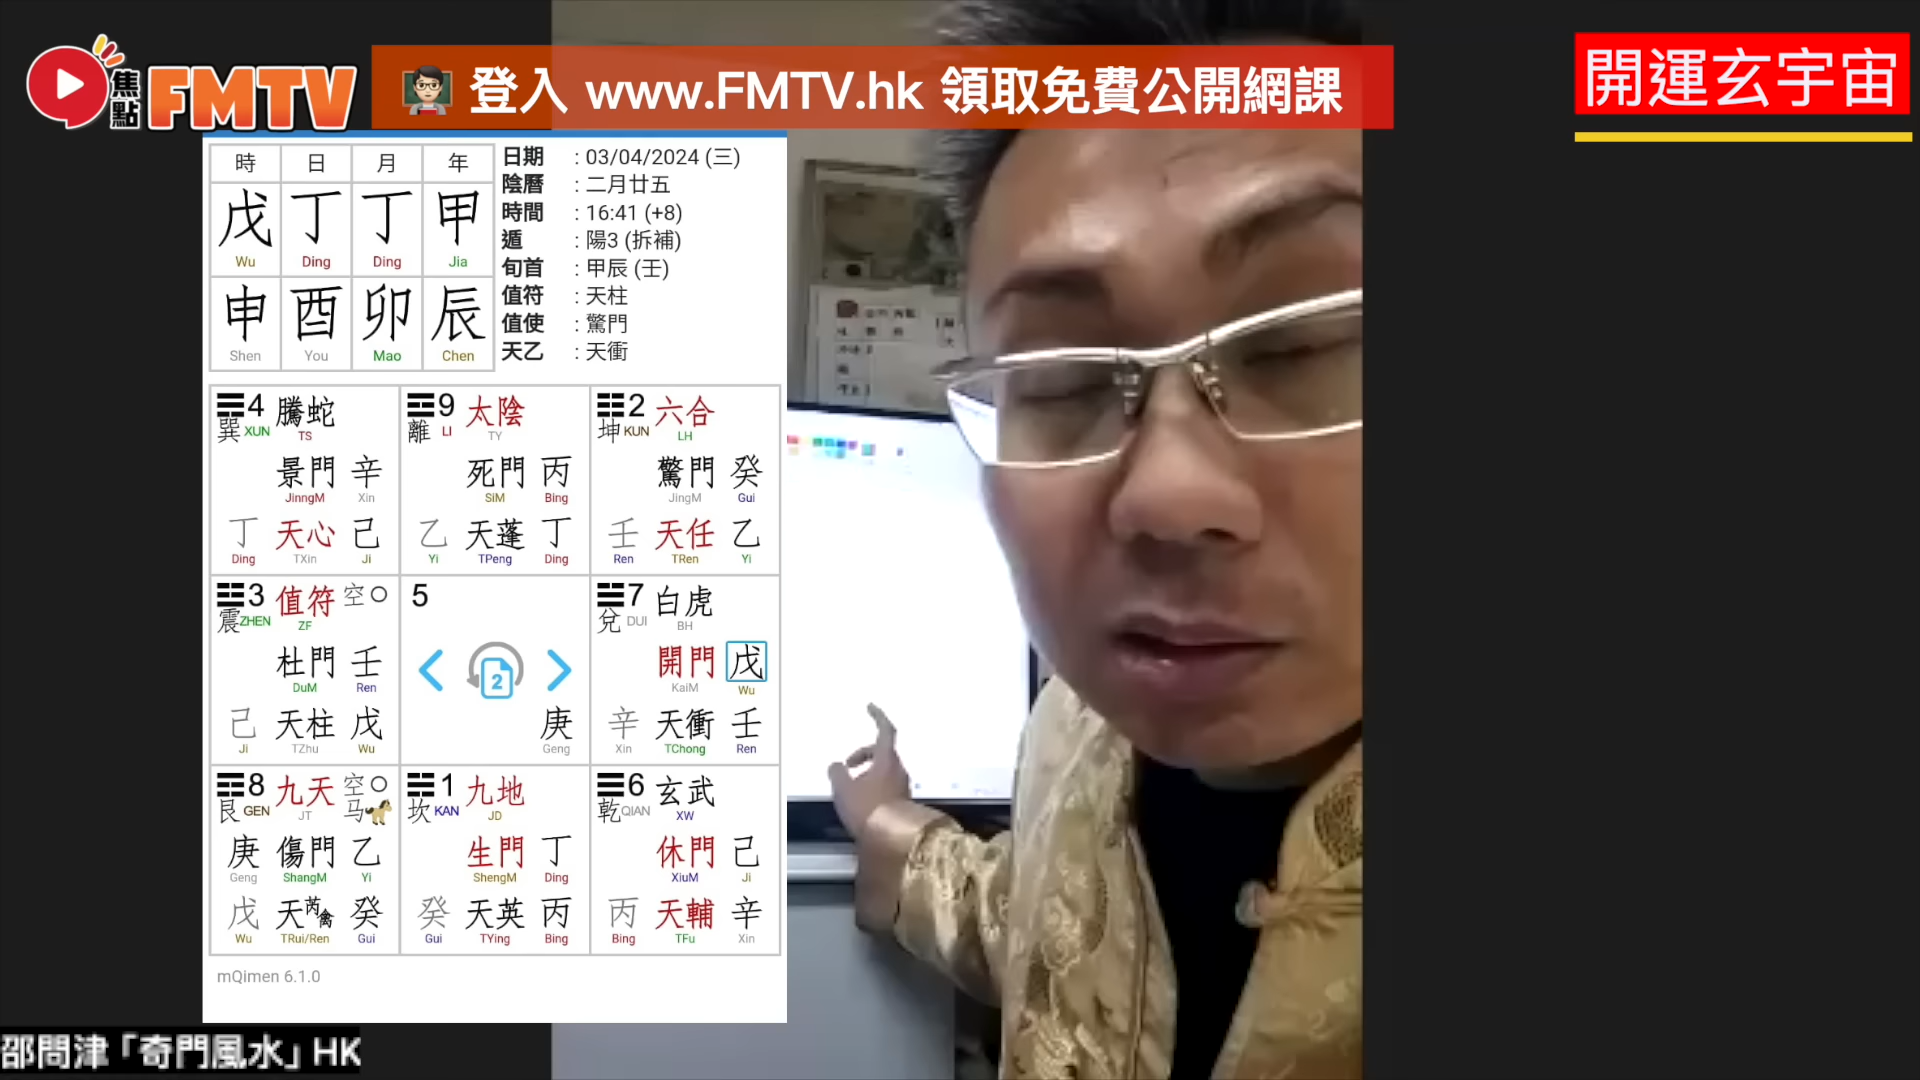 焦點 FMTV
登入 www.FMTV.hk 領取免費公開網課
開運玄宇宙
時 日 月 年
戊 丁 丁 甲
Wu Ding Ding Jia
申 酉 卯 辰
Shen You Mao Chen
日期 : 03/04/2024 (三)
陰曆 : 二月廿五
時間 : 16:41 (+8)
遁 : 陽3 (拆補)
旬首 : 甲辰 (壬)
值符 : 天柱
值使 : 驚門
天乙 : 天衝
4 騰蛇
巽 XUN TS
景門 辛
JinngM Xin
丁 天心 己
Ding TXin Ji
9 太陰
離 LI TY
死門 丙
SiM Bing
乙 天蓬 丁
Yi TPeng Ding
2 六合
坤 KUN LH
驚門 癸
JingM Gui
壬 天任 乙
Ren TRen Yi
3 值符 空
震 ZHEN ZF
杜門 壬
DuM Ren
己 天柱 戊
Ji TZhu Wu
5
2
庚
Geng
7 白虎
兌 DUI BH
開門 戊
KaiM Wu
辛 天衝 壬
Xin TChong Ren
8 九天 空
艮 GEN JT 马
庚 傷門 乙
Geng ShangM Yi
戊 天芮禽 癸
Wu TRui/Ren Gui
1 九地
坎 KAN JD
生門 丁
ShengM Ding
癸 天英 丙
Gui TYing Bing
6 玄武
乾 QIAN XW
休門 己
XiuM Ji
丙 天輔 辛
Bing TFu Xin
mQimen 6.1.0
邵問津「奇門風水」HK